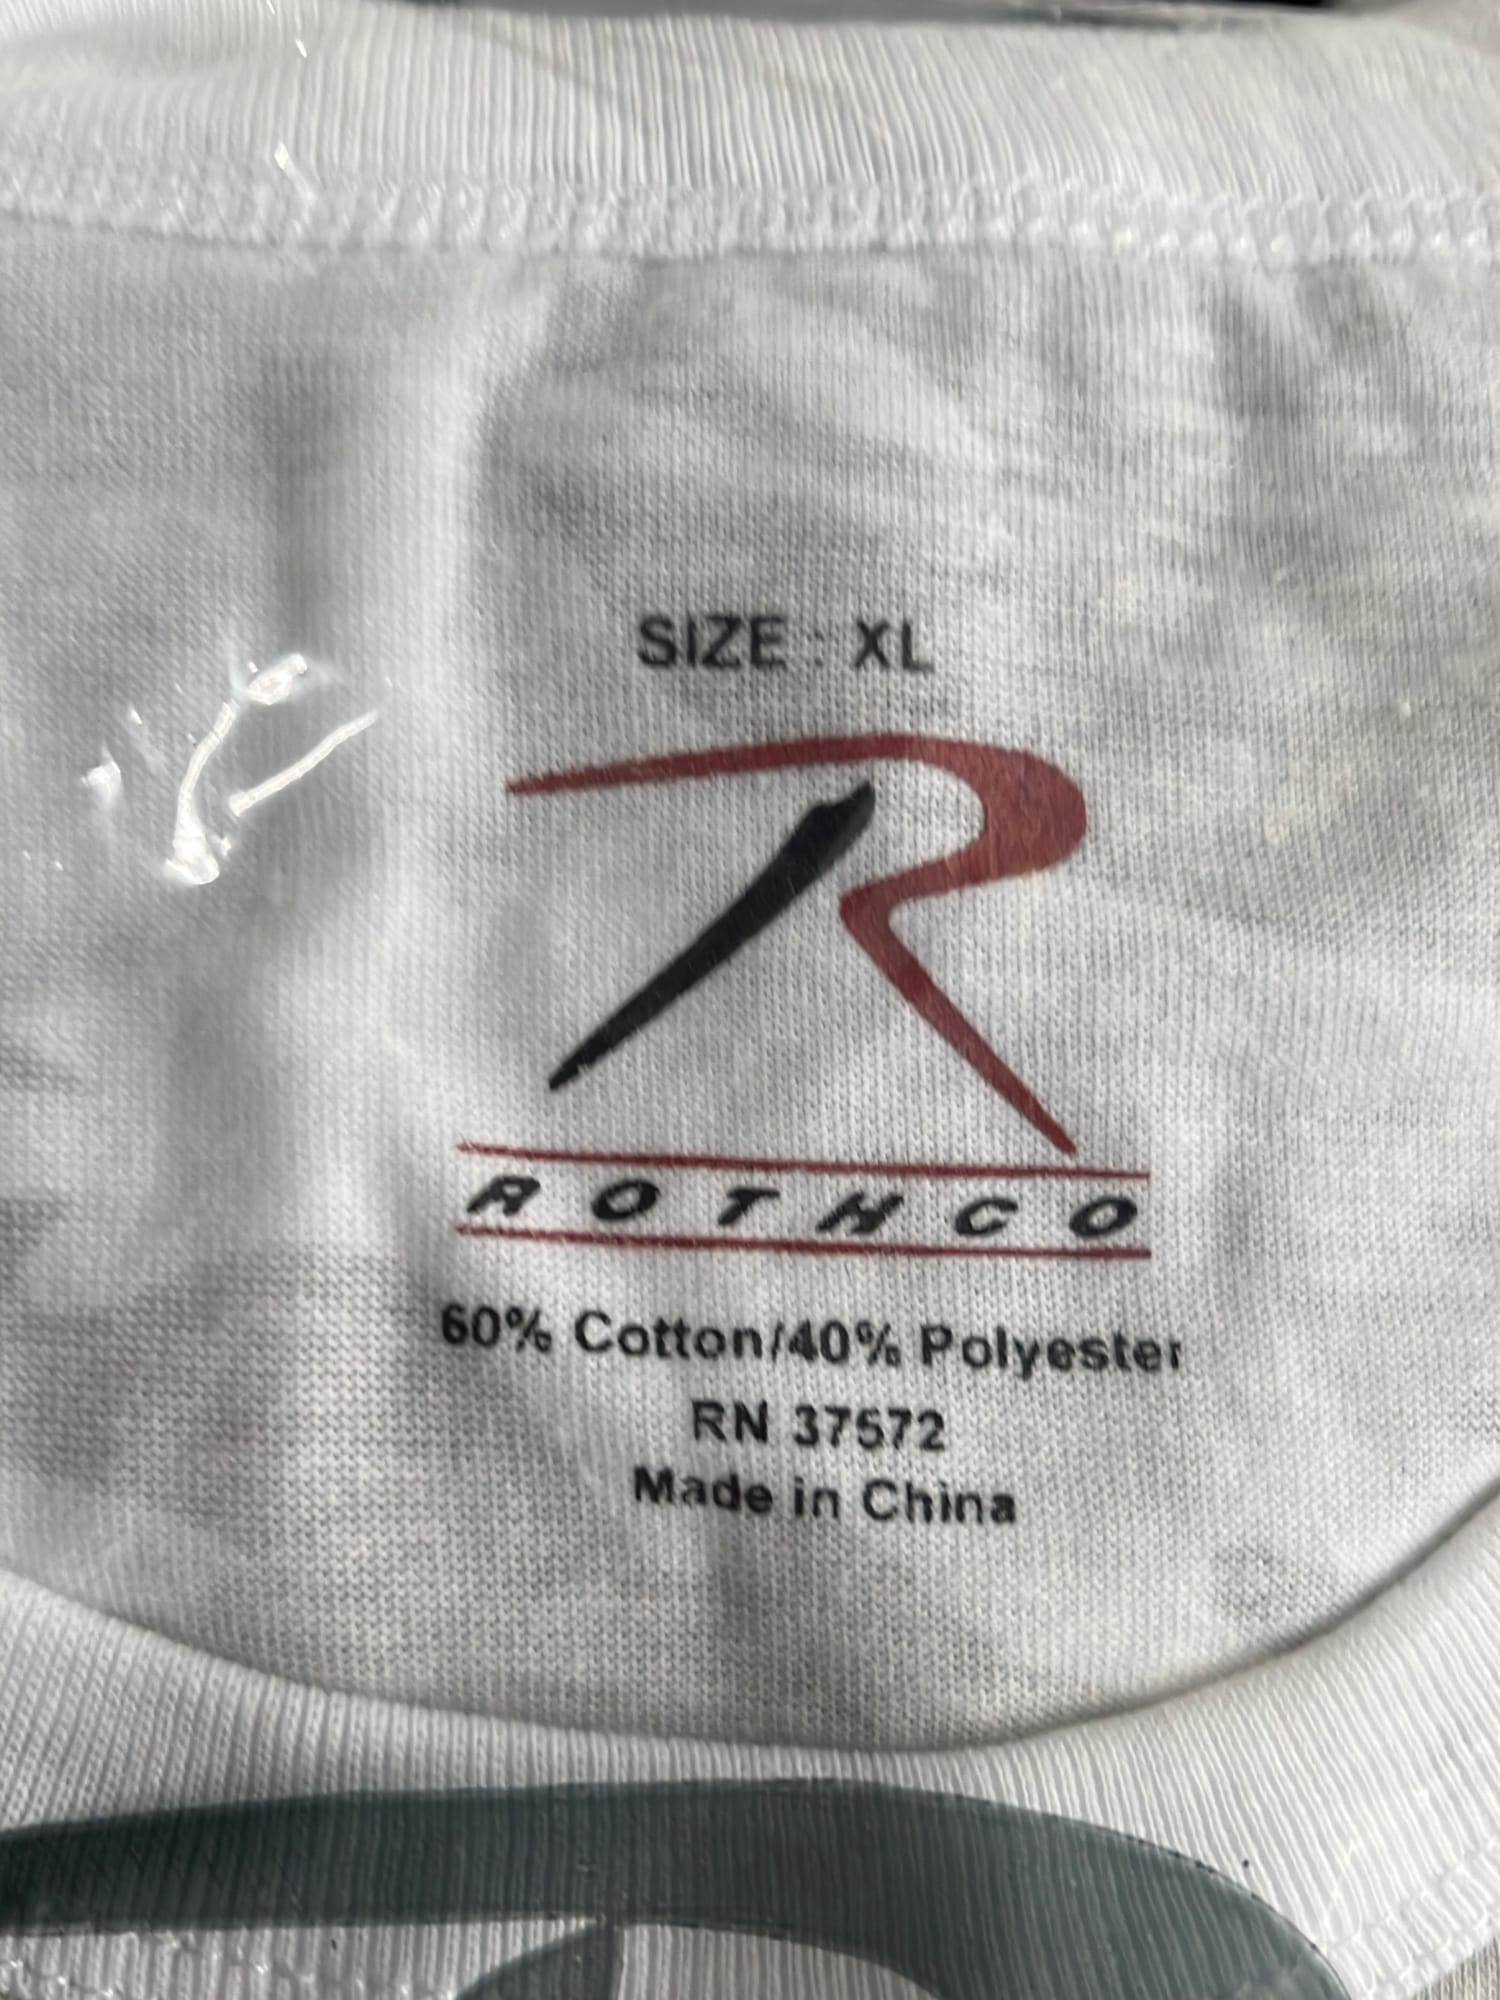 SIZE : XL
R
ROTHCO
60% Cotton/40% Polyester
RN 37572
Made in China